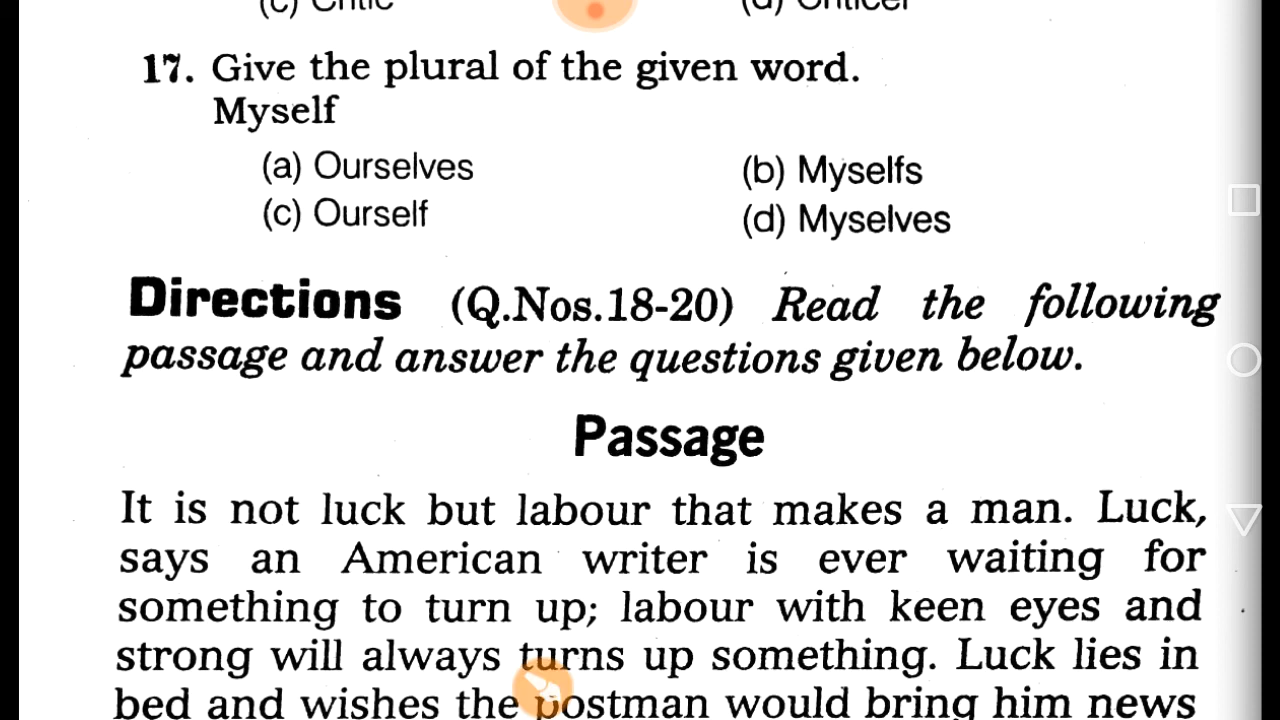 (c) Critic (d) Criticer
17. Give the plural of the given word.
Myself
(a) Ourselves (b) Myselfs
(c) Ourself (d) Myselves
Directions (Q.Nos.18-20) Read the following
passage and answer the questions given below.
Passage
It is not luck but labour that makes a man. Luck,
says an American writer is ever waiting for
something to turn up; labour with keen eyes and
strong will always turns up something. Luck lies in
bed and wishes the postman would bring him news